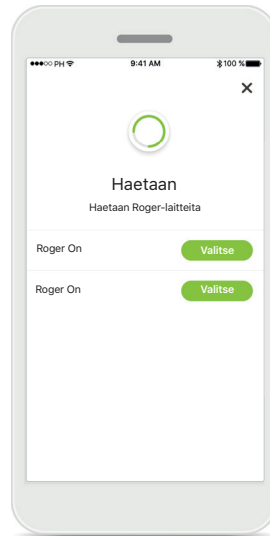 ●●●○○ PH 9:41 AM 100 %
×
Haetaan
Haetaan Roger-laitteita
Roger On Valitse
Roger On Valitse